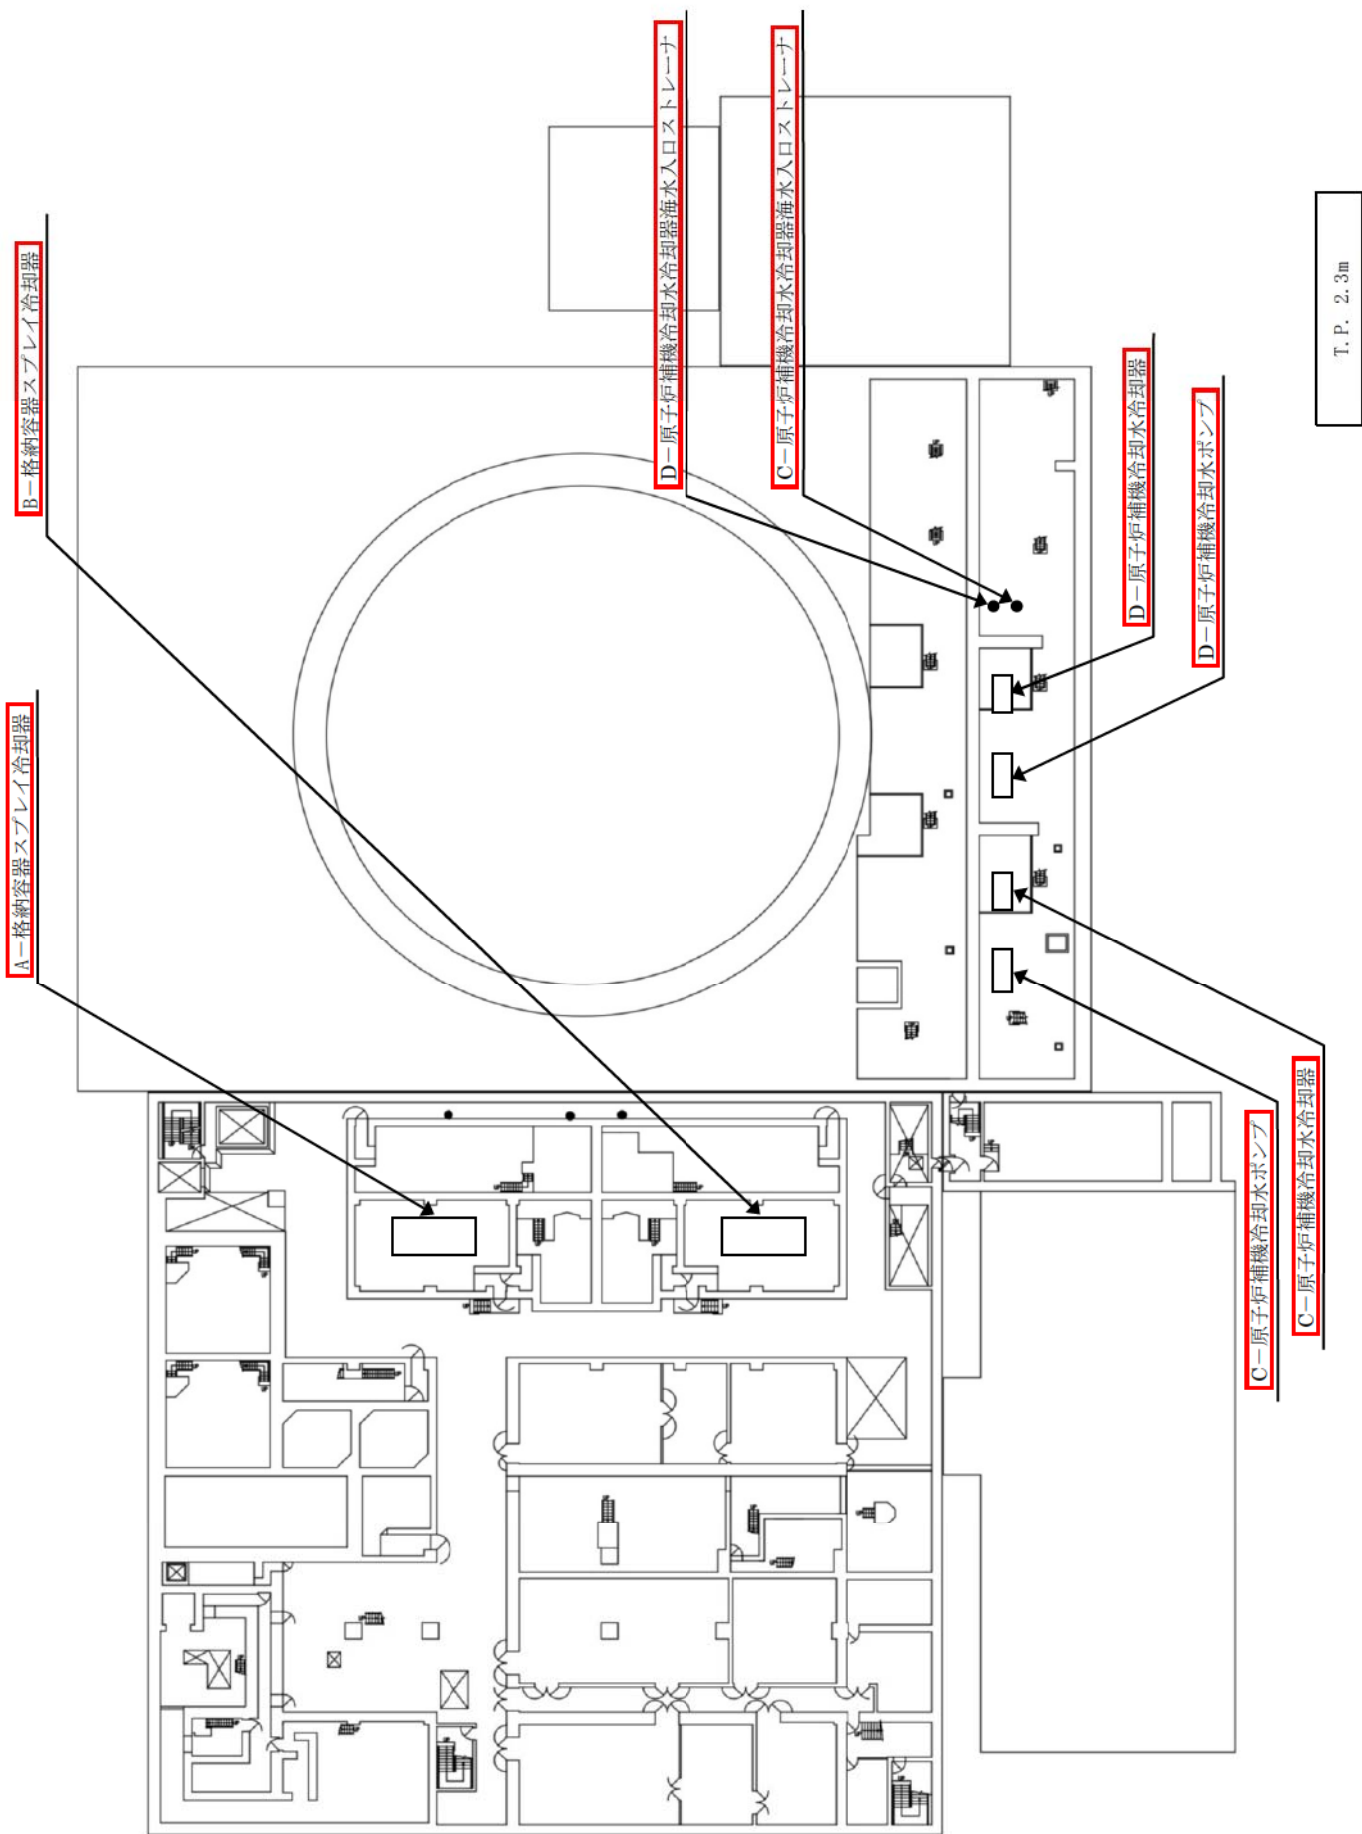 A－格納容器スプレイ冷却器
B－格納容器スプレイ冷却器
D－原子炉補機冷却水冷却器海水入口ストレーナ
C－原子炉補機冷却水冷却器海水入口ストレーナ
D－原子炉補機冷却水冷却器
D－原子炉補機冷却水ポンプ
C－原子炉補機冷却水ポンプ
C－原子炉補機冷却水冷却器
T.P. 2.3m